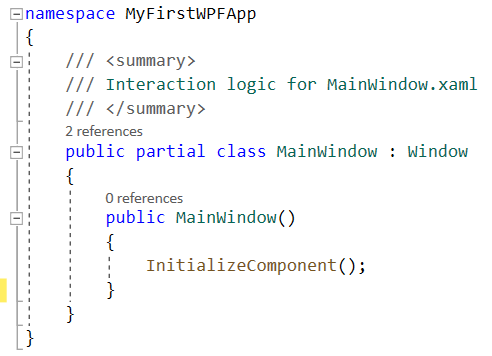 namespace MyFirstWPFApp
{
/// <summary>
/// Interaction logic for MainWindow.xaml
/// </summary>
2 references
public partial class MainWindow : Window
{
0 references
public MainWindow()
{
InitializeComponent();
}
}
}